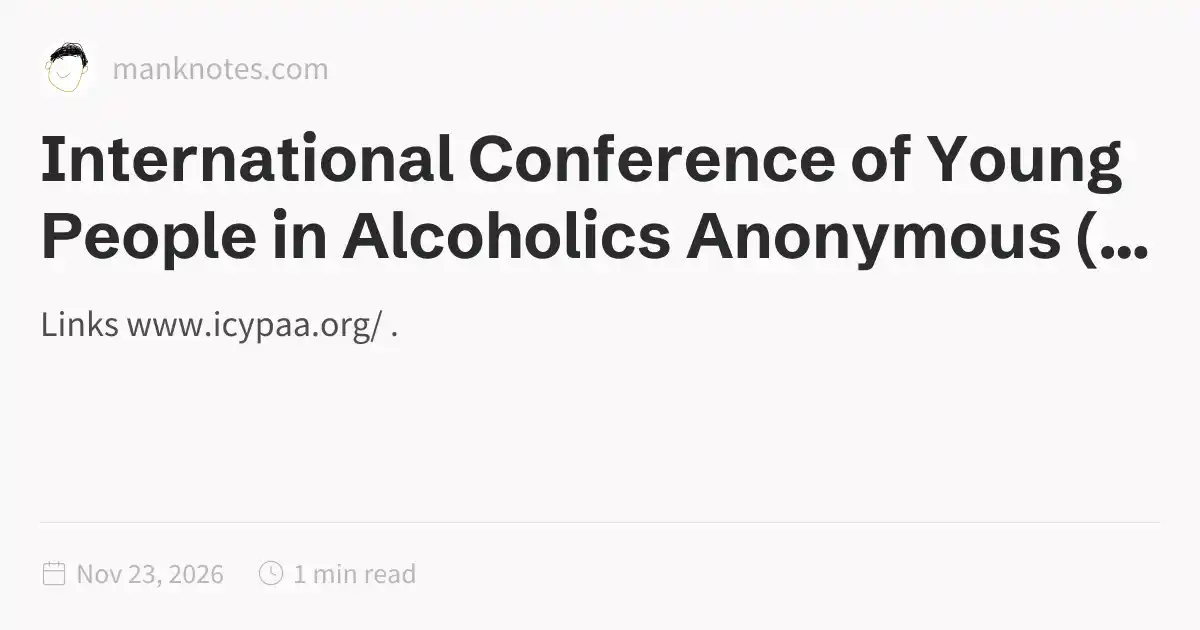 manknotes.com
International Conference of Young
People in Alcoholics Anonymous (...
Links www.icypaa.org/ .
Nov 23, 2026 1 min read